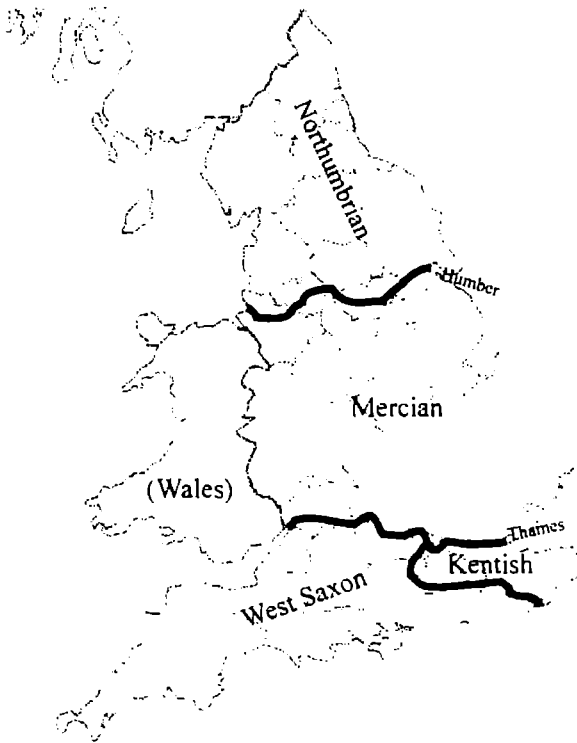 Northumbrian
Humber
Mercian
(Wales)
Thames
Kentish
West Saxon